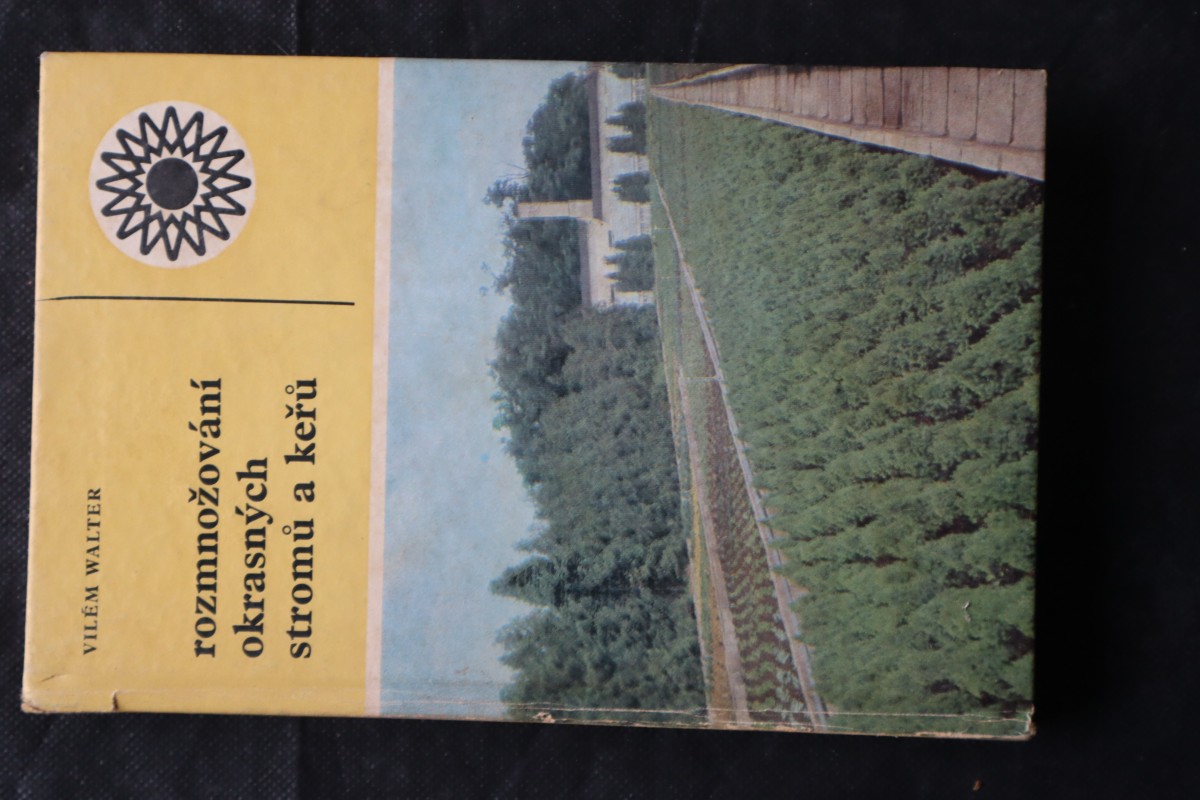 VILÉM WALTER
rozmnožování
okrasných
stromů a keřů